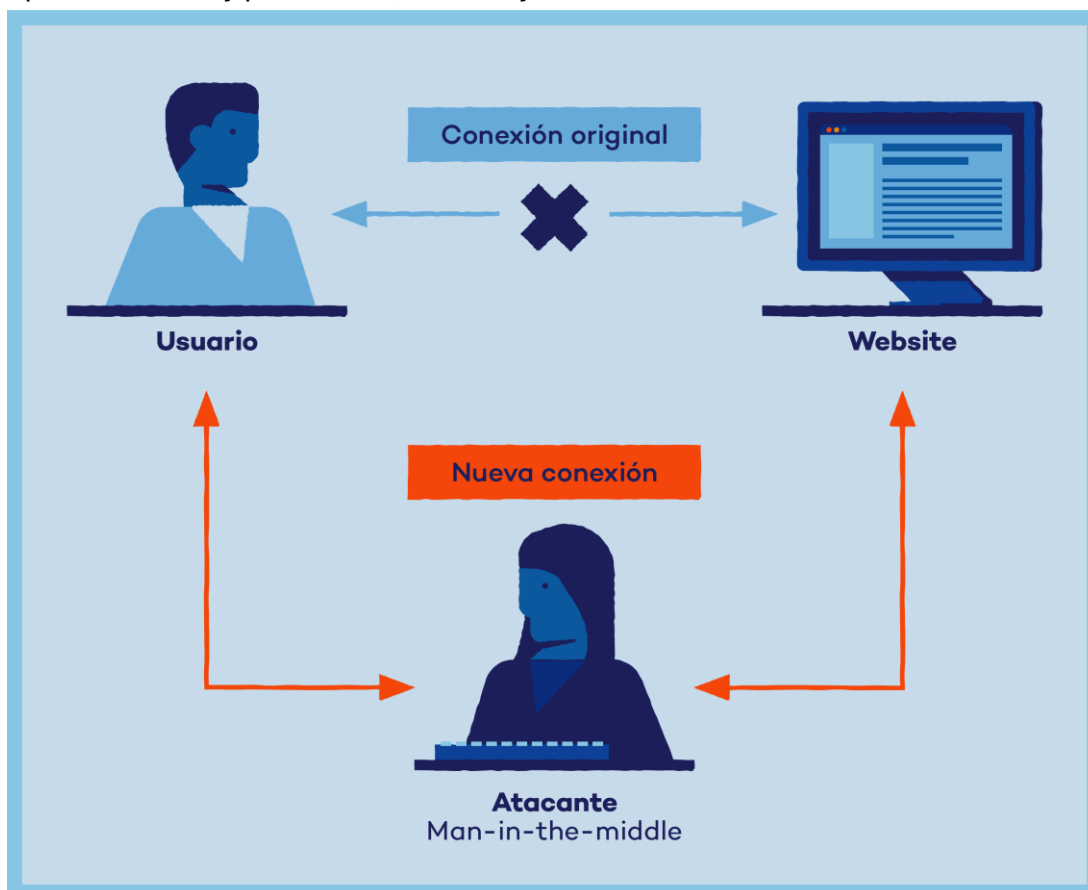 Conexión original
Usuario
Website
Nueva conexión
Atacante
Man-in-the-middle